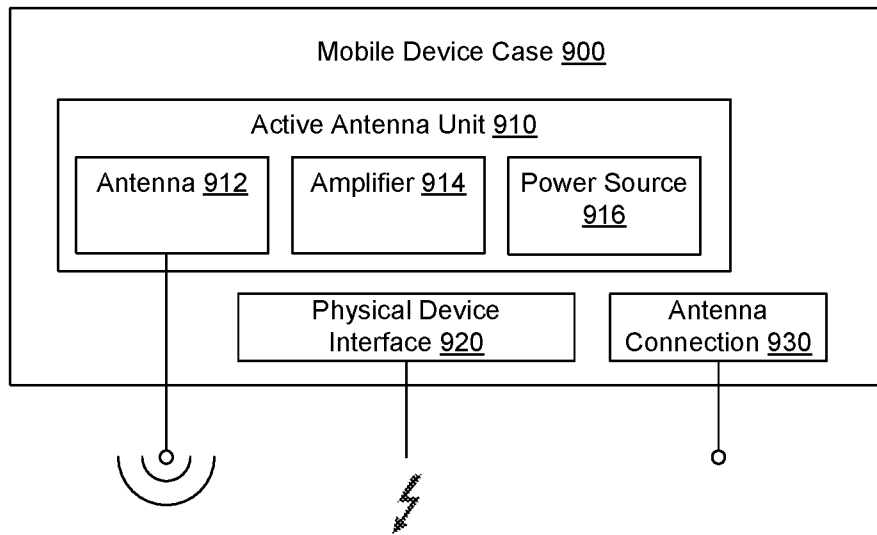 Mobile Device Case 900
Active Antenna Unit 910
Antenna 912
Amplifier 914
Power Source
916
Physical Device
Interface 920
Antenna
Connection 930